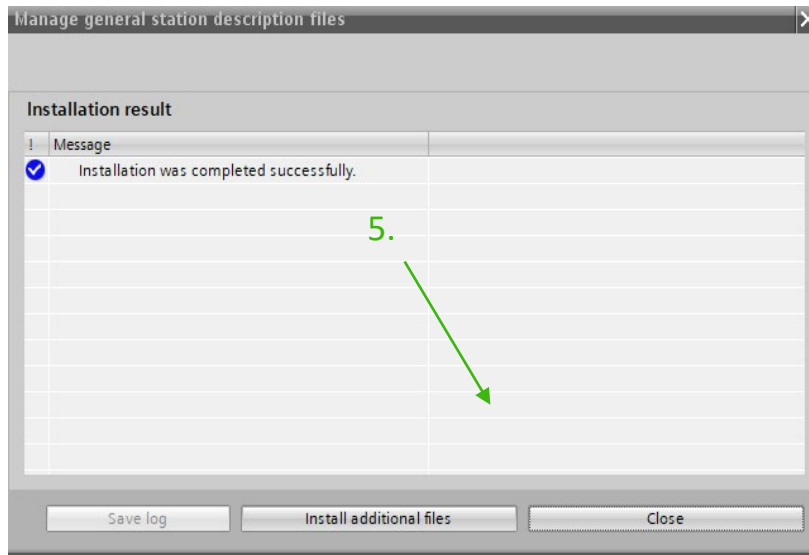 Manage general station description files
Installation result
! Message
Installation was completed successfully.
5.
Save log
Install additional files
Close